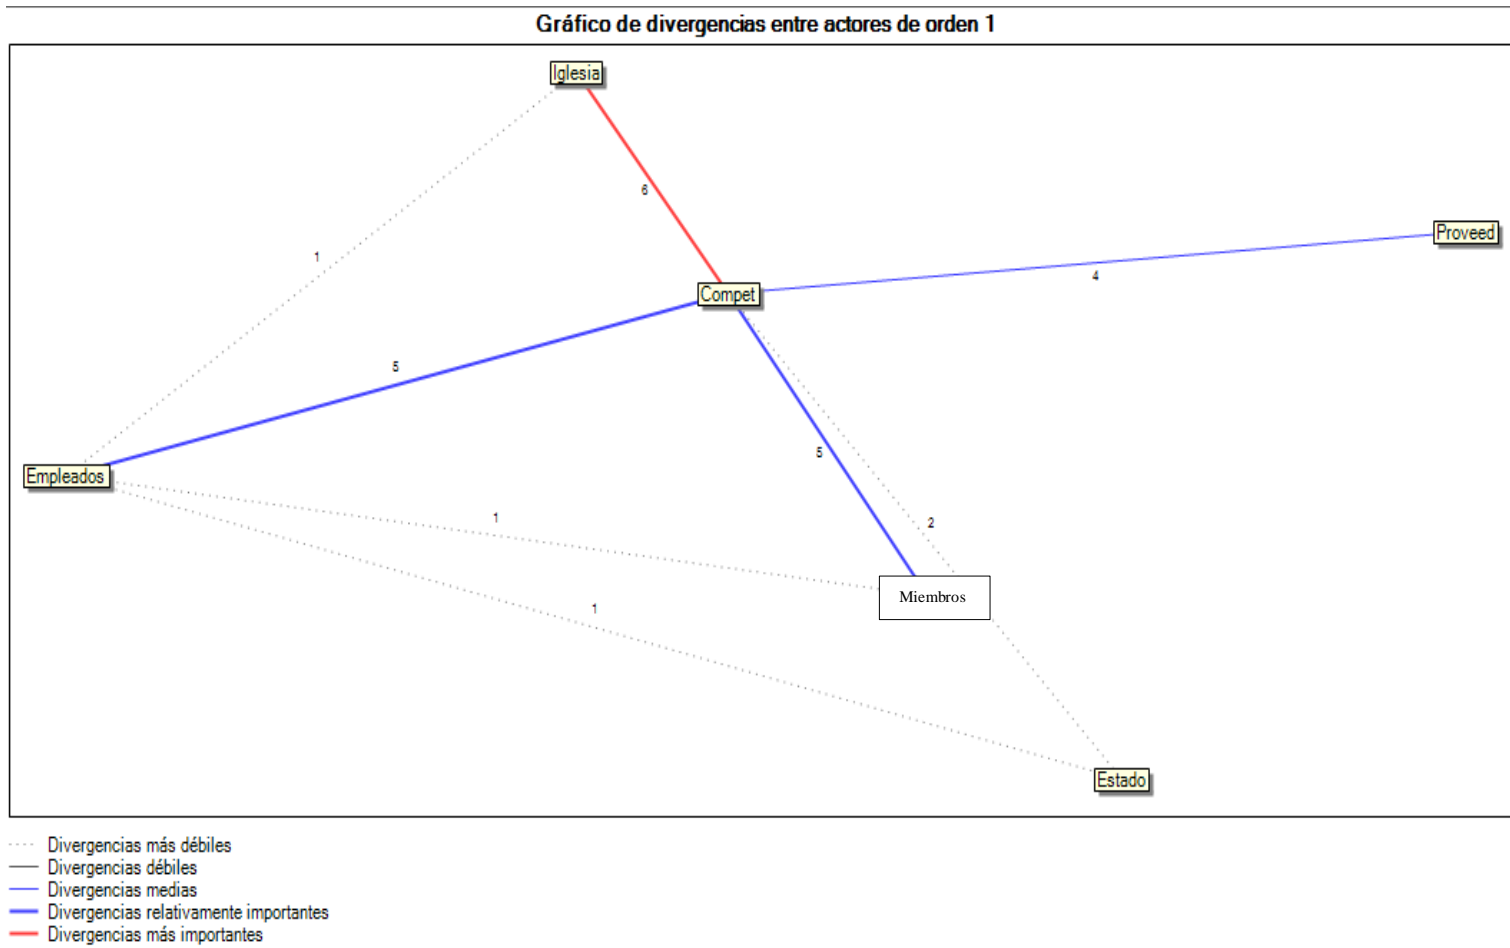 Gráfico de divergencias entre actores de orden 1
Iglesia
6
Proveed
1
4
Compet
5
5
Empleados
1
2
Miembros
1
Estado
Divergencias más débiles
Divergencias débiles
Divergencias medias
Divergencias relativamente importantes
Divergencias más importantes